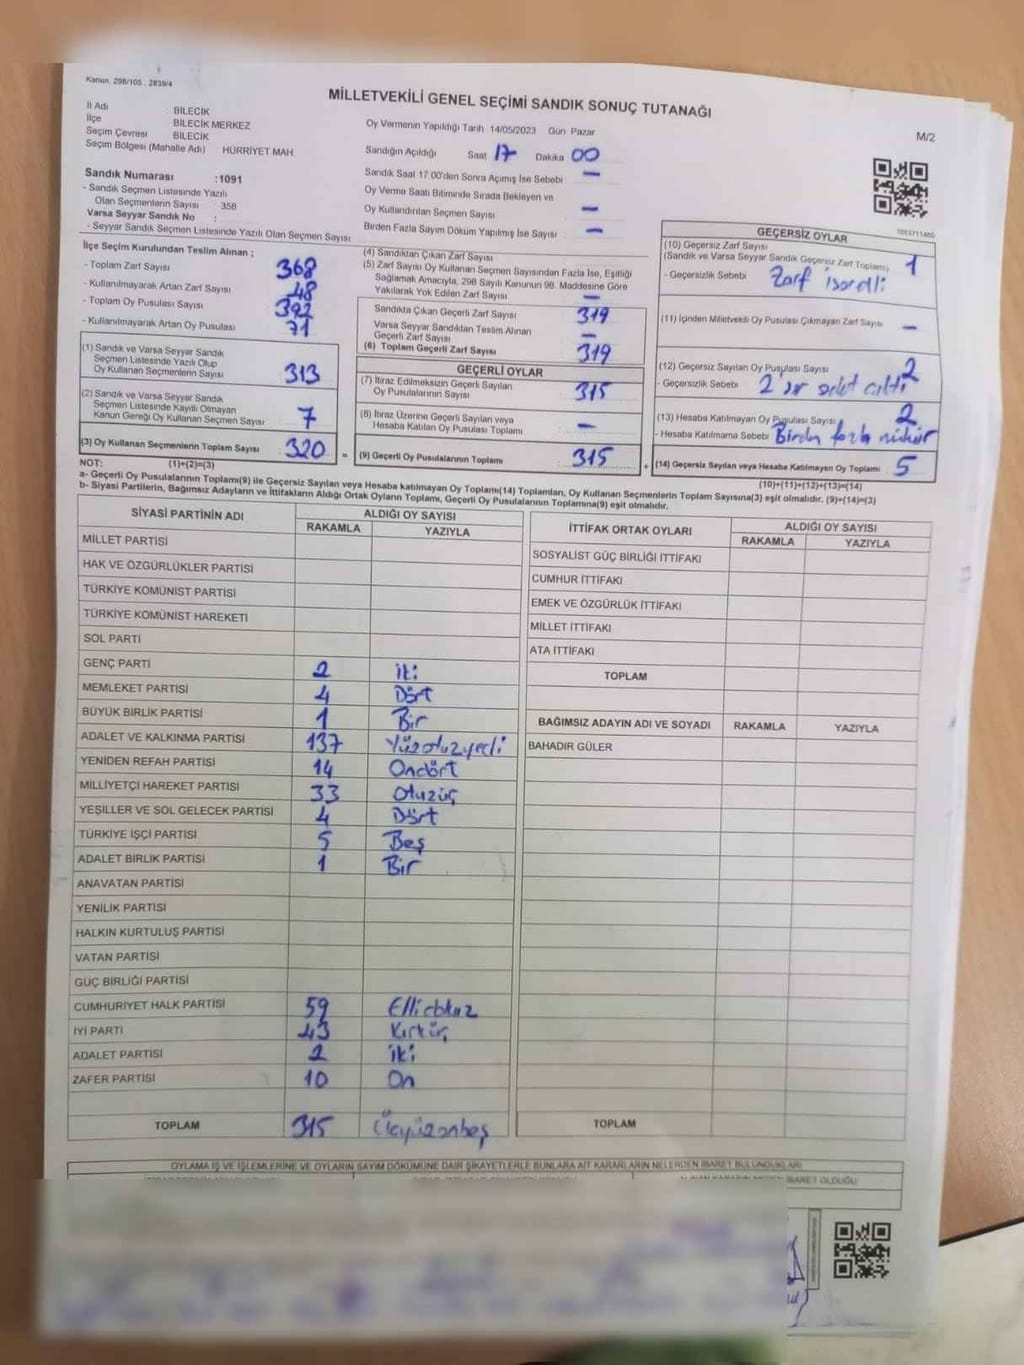 Kanun, 298/105 , 2839/4
MİLLETVEKİLİ GENEL SEÇİMİ SANDIK SONUÇ TUTANAĞI
M/2
İl Adı BİLECİK
İlçe BİLECİK MERKEZ
Seçim Çevresi BİLECİK
Seçim Bölgesi (Mahalle Adı) HÜRRİYET MAH
Sandık Numarası :1091
- Sandık Seçmen Listesinde Yazılı
Olan Seçmenlerin Sayısı : 358
Varsa Seyyar Sandık No :
- Seyyar Sandık Seçmen Listesinde Yazılı Olan Seçmen Sayısı
Oy Vermenin Yapıldığı Tarih 14/05/2023 Gün Pazar
Sandığın Açıldığı Saat 17 Dakika 00
Sandık Saat 17:00'den Sonra Açılmış İse Sebebi —
Oy Verme Saati Bitiminde Sırada Bekleyen ve
Oy Kullandırılan Seçmen Sayısı —
Birden Fazla Sayım Döküm Yapılmış İse Sayısı —
İlçe Seçim Kurulundan Teslim Alınan ;
- Toplam Zarf Sayısı 368
- Kullanılmayarak Artan Zarf Sayısı 48
- Toplam Oy Pusulası Sayısı 392
- Kullanılmayarak Artan Oy Pusulası 71
(1) Sandık ve Varsa Seyyar Sandık
Seçmen Listesinde Yazılı Olup
Oy Kullanan Seçmenlerin Sayısı 313
(2) Sandık ve Varsa Seyyar Sandık
Seçmen Listesinde Kayıtlı Olmayan
Kanun Gereği Oy Kullanan Seçmen Sayısı 7
(3) Oy Kullanan Seçmenlerin Toplam Sayısı 320 =
(1)+(2)=(3)
(4) Sandıktan Çıkan Zarf Sayısı
(5) Zarf Sayısı Oy Kullanan Seçmen Sayısından Fazla İse, Eşitliği
Sağlamak Amacıyla, 298 Sayılı Kanunun 98. Maddesine Göre
Yakılarak Yok Edilen Zarf Sayısı —
Sandıkta Çıkan Geçerli Zarf Sayısı 319
Varsa Seyyar Sandıktan Teslim Alınan
Geçerli Zarf Sayısı —
(6) Toplam Geçerli Zarf Sayısı 319
GEÇERLİ OYLAR
(7) İtiraz Edilmeksizin Geçerli Sayılan
Oy Pusulalarının Sayısı 315
(8) İtiraz Üzerine Geçerli Sayılan veya
Hesaba Katılan Oy Pusulası Toplamı —
(9) Geçerli Oy Pusulalarının Toplamı 315 +
1083711480
GEÇERSİZ OYLAR
(10) Geçersiz Zarf Sayısı
(Sandık ve Varsa Seyyar Sandık Geçersiz Zarf Toplamı) 1
- Geçersizlik Sebebi Zarf
(11) İçinden Milletvekili Oy Pusulası Çıkmayan Zarf Sayısı —
(12) Geçersiz Sayılan Oy Pusulası Sayısı 2
- Geçersizlik Sebebi 2'şer adet çıktı
(13) Hesaba Katılmayan Oy Pusulası Sayısı 2
- Hesaba Katılmama Sebebi Birden fazla mühür
(14) Geçersiz Sayılan veya Hesaba Katılmayan Oy Toplamı 5
(10)+(11)+(12)+(13)=(14)
NOT:
a- Geçerli Oy Pusulaları Toplamı(9) ile Geçersiz Sayılan veya Hesaba katılmayan Oy Toplamı(14) Toplamları, Oy Kullanan Seçmenlerin Toplam Sayısına(3) eşit olmalıdır. (9)+(14)=(3)
b- Siyasi Partilerin, Bağımsız Adayların ve İttifakların Aldığı Ortak Oyların Toplamı, Geçerli Oy Pusulalarının Toplamına(9) eşit olmalıdır.
SİYASİ PARTİNİN ADI ALDIĞI OY SAYISI
RAKAMLA YAZIYLA
MİLLET PARTİSİ
HAK VE ÖZGÜRLÜKLER PARTİSİ
TÜRKİYE KOMÜNİST PARTİSİ
TÜRKİYE KOMÜNİST HAREKETİ
SOL PARTİ
GENÇ PARTİ 2 iki
MEMLEKET PARTİSİ 4 Dört
BÜYÜK BİRLİK PARTİSİ 1 Bir
ADALET VE KALKINMA PARTİSİ 137 Yüzotuzyedi
YENİDEN REFAH PARTİSİ 14 Ondört
MİLLİYETÇİ HAREKET PARTİSİ 33 Otuzüç
YEŞİLLER VE SOL GELECEK PARTİSİ 4 Dört
TÜRKİYE İŞÇİ PARTİSİ 5 Beş
ADALET BİRLİK PARTİSİ 1 Bir
ANAVATAN PARTİSİ
YENİLİK PARTİSİ
HALKIN KURTULUŞ PARTİSİ
VATAN PARTİSİ
GÜÇ BİRLİĞİ PARTİSİ
CUMHURİYET HALK PARTİSİ 59 Ellidokuz
İYİ PARTİ 43 Kırküç
ADALET PARTİSİ 2 iki
ZAFER PARTİSİ 10 On
TOPLAM 315 Üçyüzonbeş
İTTİFAK ORTAK OYLARI ALDIĞI OY SAYISI
RAKAMLA YAZIYLA
SOSYALİST GÜÇ BİRLİĞİ İTTİFAKI
CUMHUR İTTİFAKI
EMEK VE ÖZGÜRLÜK İTTİFAKI
MİLLET İTTİFAKI
ATA İTTİFAKI
TOPLAM
BAĞIMSIZ ADAYIN ADI VE SOYADI RAKAMLA YAZIYLA
BAHADIR GÜLER
TOPLAM
OYLAMA İŞ VE İŞLEMLERİNE VE OYLARIN SAYIM DÖKÜMÜNE DAİR ŞİKAYETLERLE BUNLARA AİT KARARLARIN NELERDEN İBARET BULUNDUKLARI